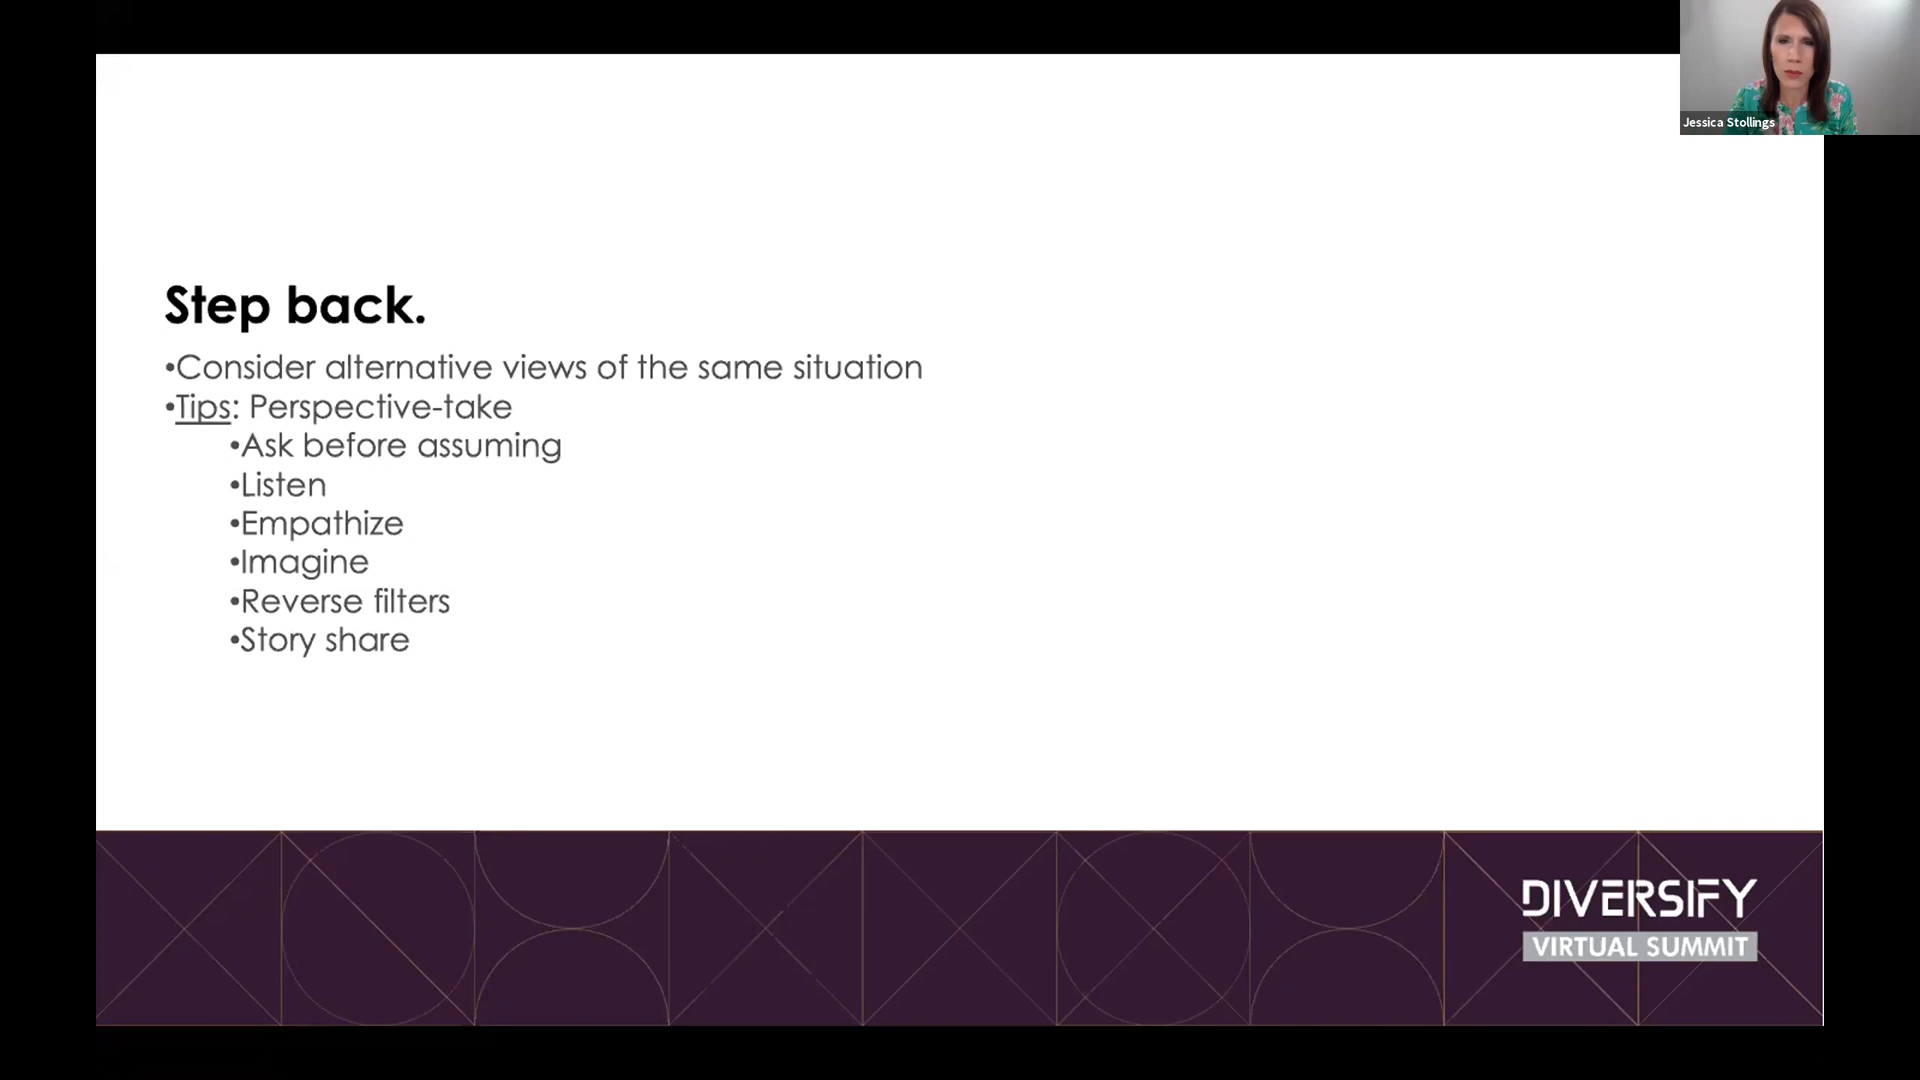 Jessica Stollings
Step back.
•Consider alternative views of the same situation
•Tips: Perspective-take
•Ask before assuming
•Listen
•Empathize
•Imagine
•Reverse filters
•Story share
DIVERSIFY
VIRTUAL SUMMIT